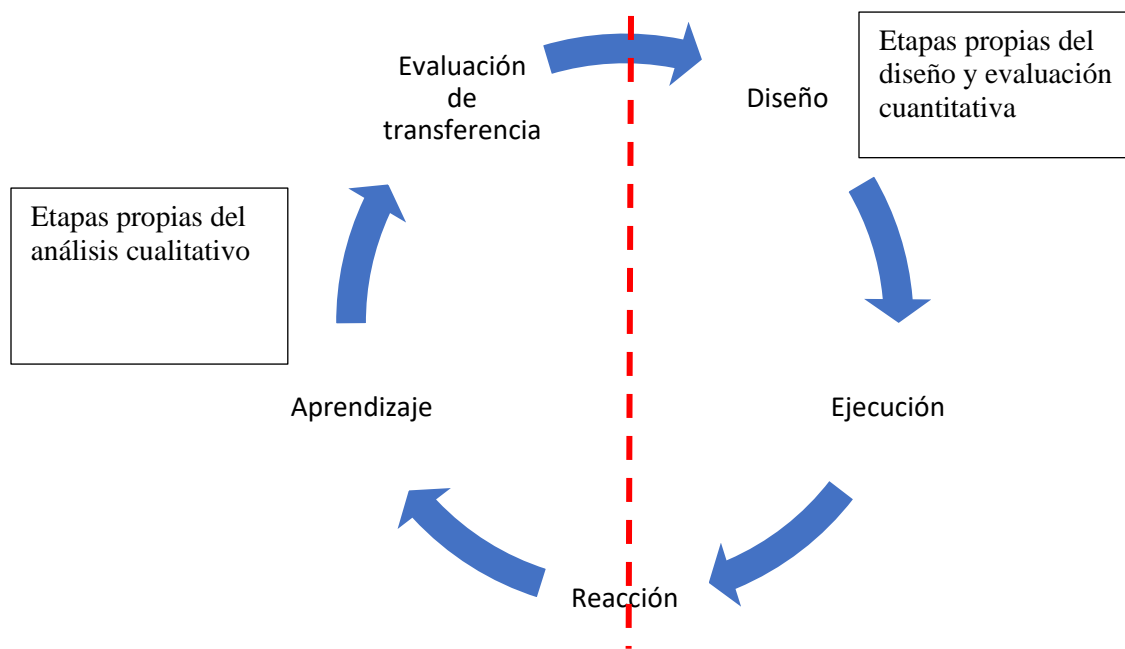 Evaluación
de
transferencia
Diseño
Etapas propias del
diseño y evaluación
cuantitativa
Etapas propias del
análisis cualitativo
Aprendizaje
Ejecución
Reacción